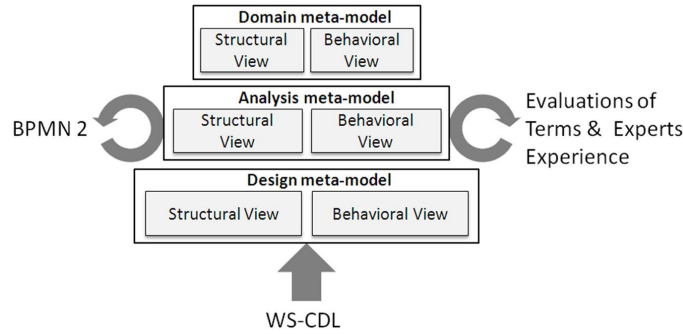 Domain meta-model
Structural View
Behavioral View
Analysis meta-model
Structural View
Behavioral View
BPMN 2
Evaluations of
Terms & Experts
Experience
Design meta-model
Structural View
Behavioral View
WS-CDL